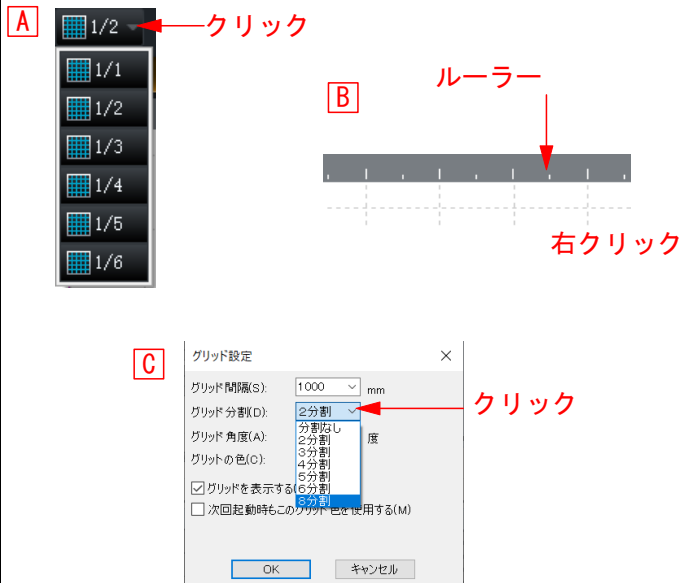 A
1/2
クリック
1/1
1/2
1/3
1/4
1/5
1/6
B
ルーラー
右クリック
C
グリッド設定
グリッド間隔(S): 1000 mm
グリッド分割(D): 2分割
クリック
分割なし
グリッド角度(A): 2分割 度
3分割
グリットの色(C): 4分割
5分割
グリッドを表示する(6分割
8分割
次回起動時もこのグリッド色を使用する(M)
OK キャンセル